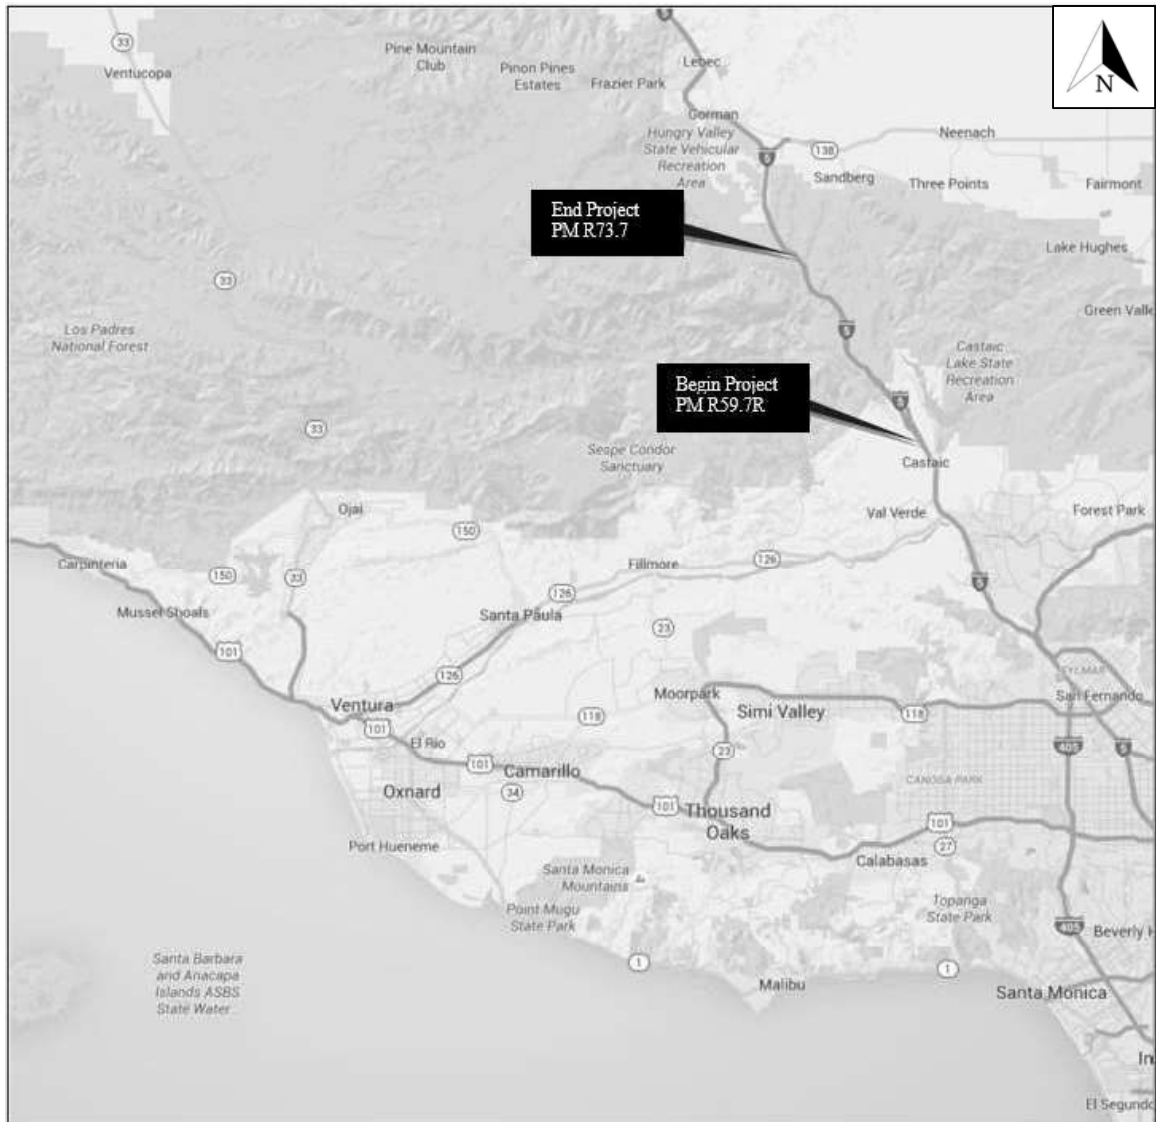 N
33
Ventucopa
Pine Mountain
Club
Pinon Pines
Estates
Frazier Park
5
Lebec
Gorman
Hungry Valley
State Vehicular
Recreation
Area
5
138
Sandberg
Neenach
Three Points
Fairmont
End Project
PM R73.7
Lake Hughes
33
Green Valle
Los Padres
National Forest
5
Castaic
Lake State
Recreation
Area
Begin Project
PM R59.7R
5
33
Sespe Condor
Sanctuary
Castaic
Ojai
150
Val Verde
Forest Park
Carpinteria
150
33
Fillmore
126
5
Mussel Shoals
126
Santa Paula
23
101
126
SYLMAR
Moorpark
San Fernando
Ventura
118
Simi Valley
118
101
El Rio
23
405
5
101
Camarillo
CANOGA PARK
Oxnard
34
101
Thousand
Oaks
101
27
Port Hueneme
Calabasas
Santa Monica
Mountains
Point Mugu
State Park
Topanga
State Park
405
Beverly H
Santa Barbara
and Anacapa
Islands ASBS
State Water
1
1
Malibu
Santa Monica
In
El Segundo